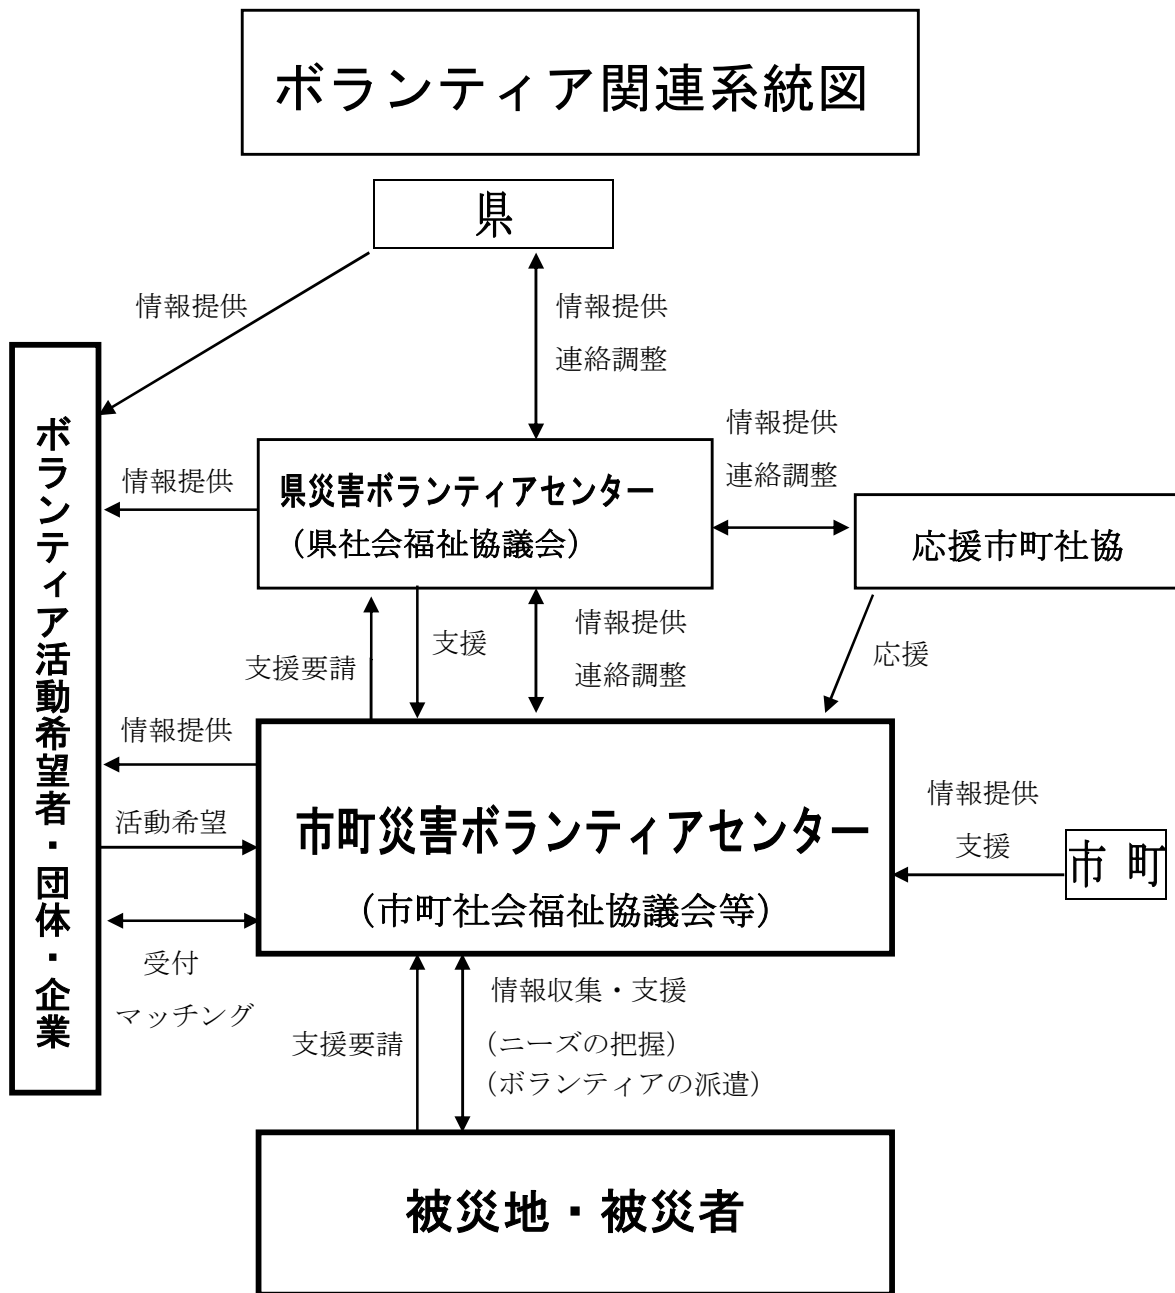 ボランティア関連系統図
県
情報提供
情報提供
連絡調整
情報提供
連絡調整
ボランティア活動希望者・団体・企業
情報提供
県災害ボランティアセンター
（県社会福祉協議会）
応援市町社協
支援要請
支援
情報提供
連絡調整
応援
情報提供
市町災害ボランティアセンター
（市町社会福祉協議会等）
情報提供
支援
市町
活動希望
受付
マッチング
支援要請
情報収集・支援
（ニーズの把握）
（ボランティアの派遣）
被災地・被災者